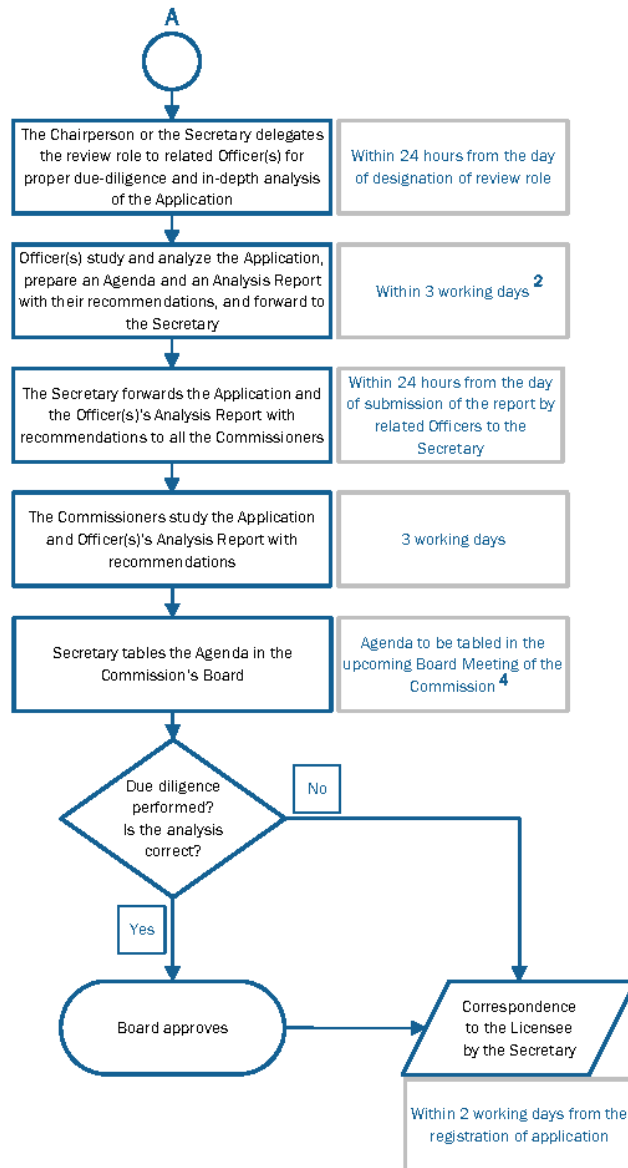 A
The Chairperson or the Secretary delegates
the review role to related Officer(s) for
proper due-diligence and in-depth analysis
of the Application
Within 24 hours from the day
of designation of review role
Officer(s) study and analyze the Application,
prepare an Agenda and an Analysis Report
with their recommendations, and forward to
the Secretary
Within 3 working days 2
The Secretary forwards the Application and
the Officer(s)'s Analysis Report with
recommendations to all the Commissioners
Within 24 hours from the day
of submission of the report by
related Officers to the
Secretary
The Commissioners study the Application
and Officer(s)'s Analysis Report with
recommendations
3 working days
Secretary tables the Agenda in the
Commission's Board
Agenda to be tabled in the
upcoming Board Meeting of the
Commission 4
Due diligence
performed?
Is the analysis
correct?
No
Yes
Board approves
Correspondence
to the Licensee
by the Secretary
Within 2 working days from the
registration of application